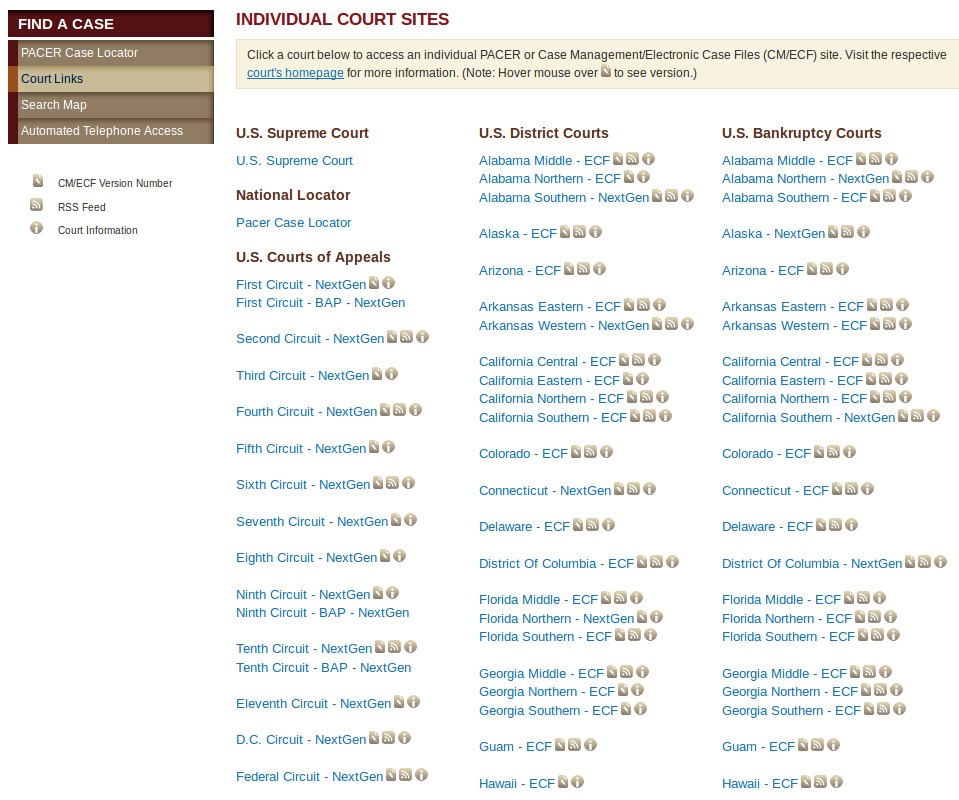 FIND A CASE
PACER Case Locator
Court Links
Search Map
Automated Telephone Access
CM/ECF Version Number
RSS Feed
Court Information
INDIVIDUAL COURT SITES
Click a court below to access an individual PACER or Case Management/Electronic Case Files (CM/ECF) site. Visit the respective
court's homepage for more information. (Note: Hover mouse over to see version.)
U.S. Supreme Court
U.S. Supreme Court
National Locator
Pacer Case Locator
U.S. Courts of Appeals
First Circuit - NextGen
First Circuit - BAP - NextGen
Second Circuit - NextGen
Third Circuit - NextGen
Fourth Circuit - NextGen
Fifth Circuit - NextGen
Sixth Circuit - NextGen
Seventh Circuit - NextGen
Eighth Circuit - NextGen
Ninth Circuit - NextGen
Ninth Circuit - BAP - NextGen
Tenth Circuit - NextGen
Tenth Circuit - BAP - NextGen
Eleventh Circuit - NextGen
D.C. Circuit - NextGen
Federal Circuit - NextGen
U.S. District Courts
Alabama Middle - ECF
Alabama Northern - ECF
Alabama Southern - NextGen
Alaska - ECF
Arizona - ECF
Arkansas Eastern - ECF
Arkansas Western - NextGen
California Central - ECF
California Eastern - ECF
California Northern - ECF
California Southern - ECF
Colorado - ECF
Connecticut - NextGen
Delaware - ECF
District Of Columbia - ECF
Florida Middle - ECF
Florida Northern - NextGen
Florida Southern - ECF
Georgia Middle - ECF
Georgia Northern - ECF
Georgia Southern - ECF
Guam - ECF
Hawaii - ECF
U.S. Bankruptcy Courts
Alabama Middle - ECF
Alabama Northern - NextGen
Alabama Southern - ECF
Alaska - NextGen
Arizona - ECF
Arkansas Eastern - ECF
Arkansas Western - ECF
California Central - ECF
California Eastern - ECF
California Northern - ECF
California Southern - NextGen
Colorado - ECF
Connecticut - ECF
Delaware - ECF
District Of Columbia - NextGen
Florida Middle - ECF
Florida Northern - ECF
Florida Southern - ECF
Georgia Middle - ECF
Georgia Northern - ECF
Georgia Southern - ECF
Guam - ECF
Hawaii - ECF